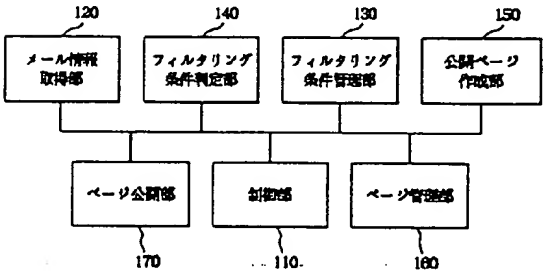 120
140
130
150
メール情報
取得部
フィルタリング
条件判定部
フィルタリング
条件管理部
公開ページ
作成部
ページ公開部
制御部
ページ管理部
170
110
160